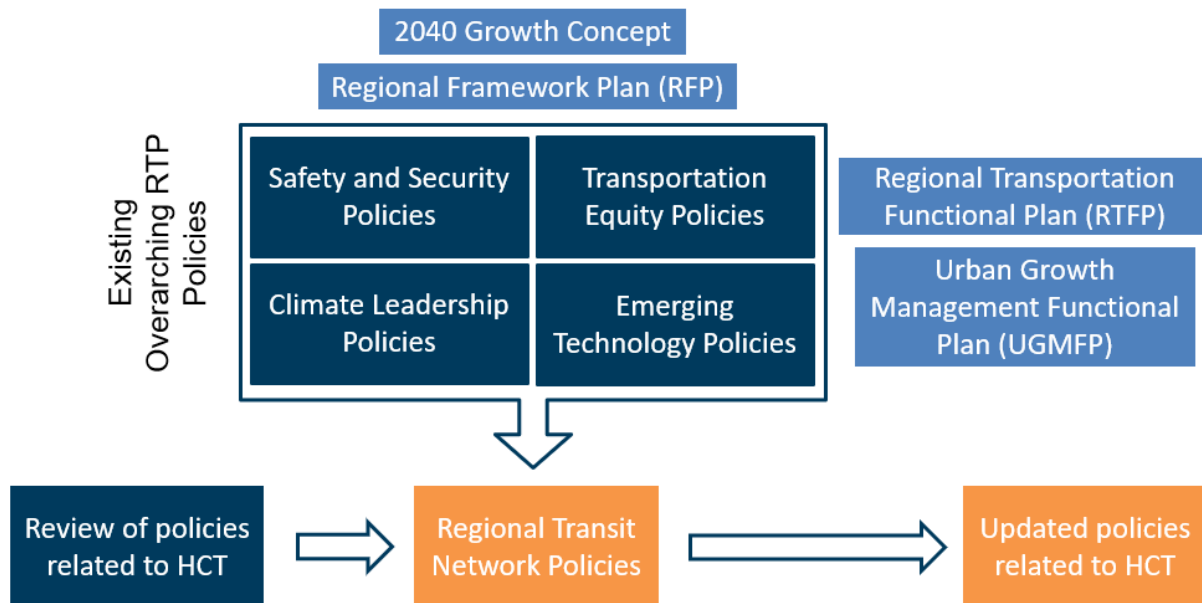 2040 Growth Concept
Regional Framework Plan (RFP)
Existing
Overarching RTP
Policies
Safety and Security
Policies
Transportation
Equity Policies
Climate Leadership
Policies
Emerging
Technology Policies
Regional Transportation
Functional Plan (RTFP)
Urban Growth
Management Functional
Plan (UGMFP)
Review of policies
related to HCT
Regional Transit
Network Policies
Updated policies
related to HCT